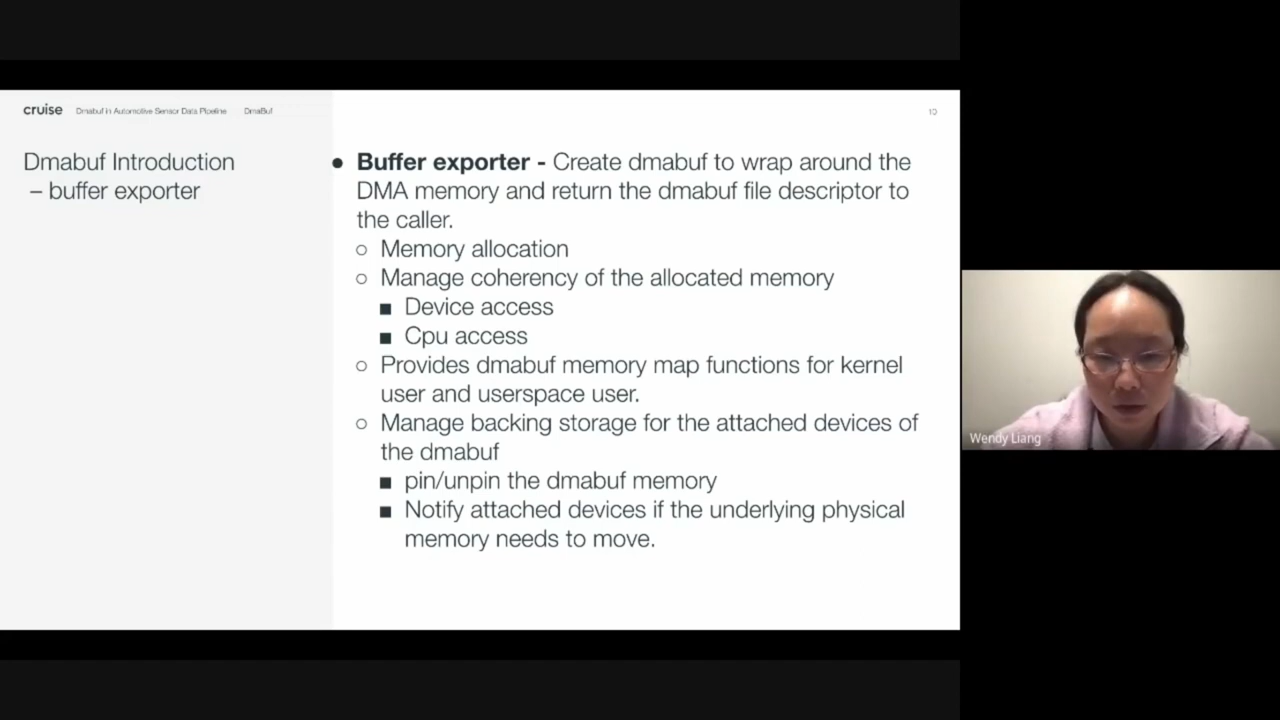 cruise Dmabuf in Automotive Sensor Data Pipeline DmaBuf 10
Dmabuf Introduction
– buffer exporter
● Buffer exporter - Create dmabuf to wrap around the
DMA memory and return the dmabuf file descriptor to
the caller.
○ Memory allocation
○ Manage coherency of the allocated memory
■ Device access
■ Cpu access
○ Provides dmabuf memory map functions for kernel
user and userspace user.
○ Manage backing storage for the attached devices of
the dmabuf
■ pin/unpin the dmabuf memory
■ Notify attached devices if the underlying physical
memory needs to move.
Wendy Liang